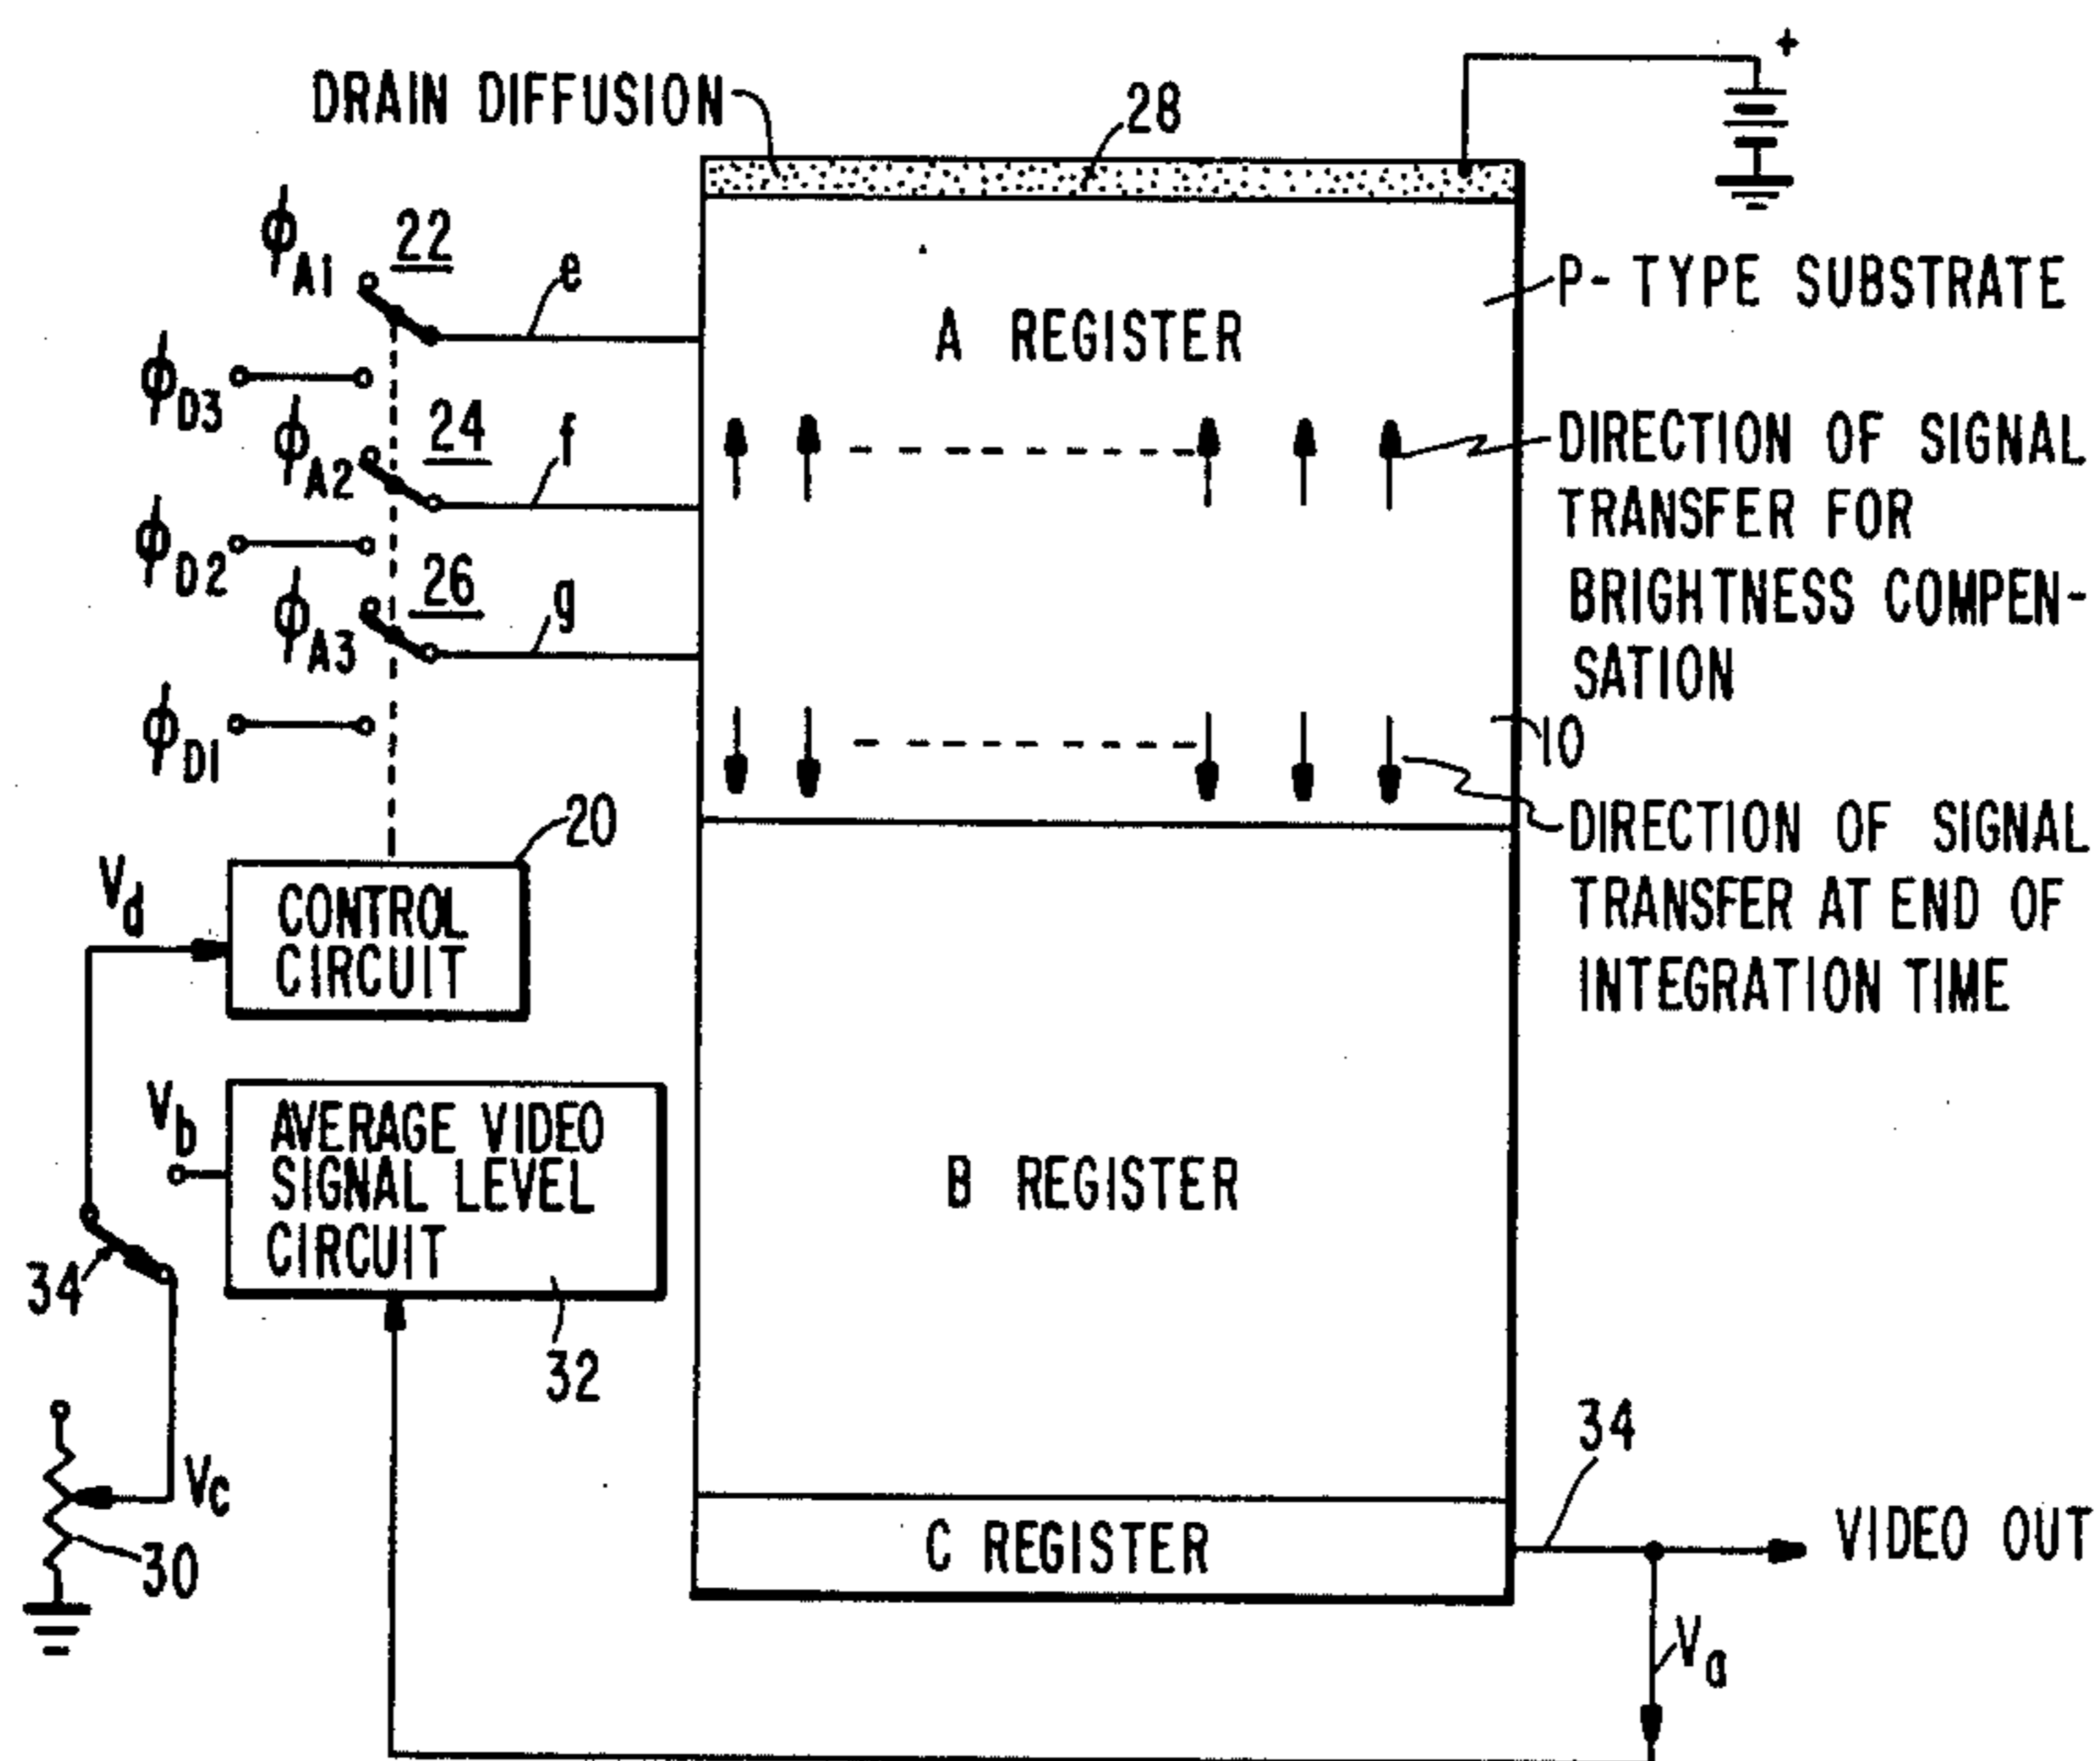 +
DRAIN DIFFUSION
28
ϕA1
22
e
P- TYPE SUBSTRATE
A REGISTER
ϕD3
ϕA2
24
f
DIRECTION OF SIGNAL
TRANSFER FOR
BRIGHTNESS COMPEN-
SATION
ϕD2
ϕA3
26
g
ϕD1
10
DIRECTION OF SIGNAL
TRANSFER AT END OF
INTEGRATION TIME
20
Vd
CONTROL
CIRCUIT
Vb
AVERAGE VIDEO
SIGNAL LEVEL
CIRCUIT
B REGISTER
34
32
Vc
30
34
C REGISTER
VIDEO OUT
Va